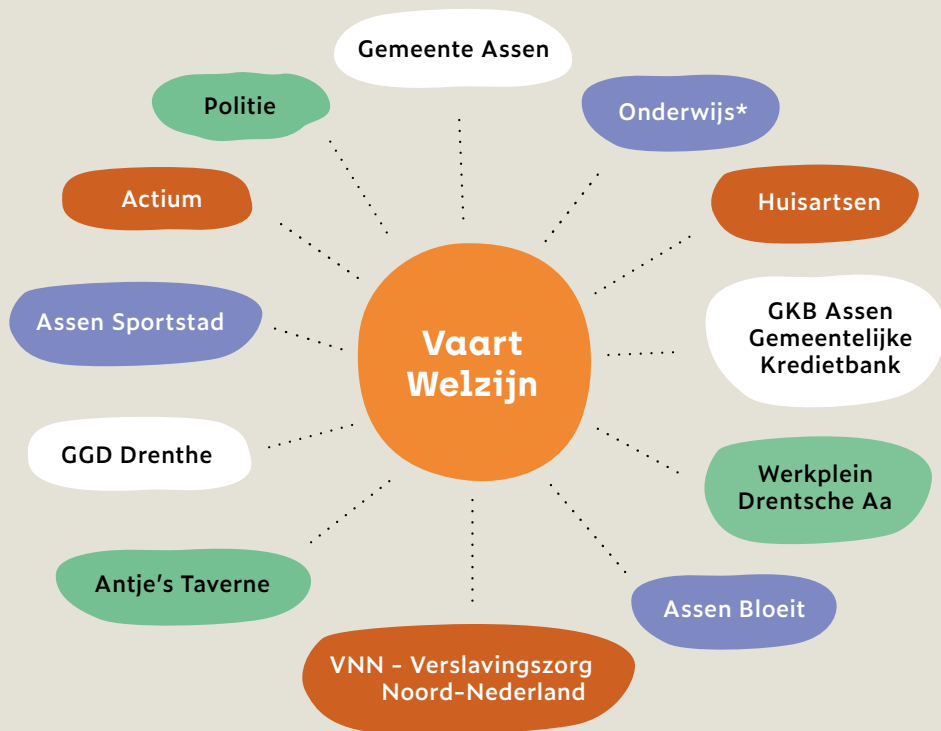 Gemeente Assen
Politie
Onderwijs*
Actium
Huisartsen
Assen Sportstad
GKB Assen
Gemeentelijke
Kredietbank
Vaart
Welzijn
GGD Drenthe
Werkplein
Drentsche Aa
Antje's Taverne
Assen Bloeit
VNN - Verslavingszorg
Noord-Nederland